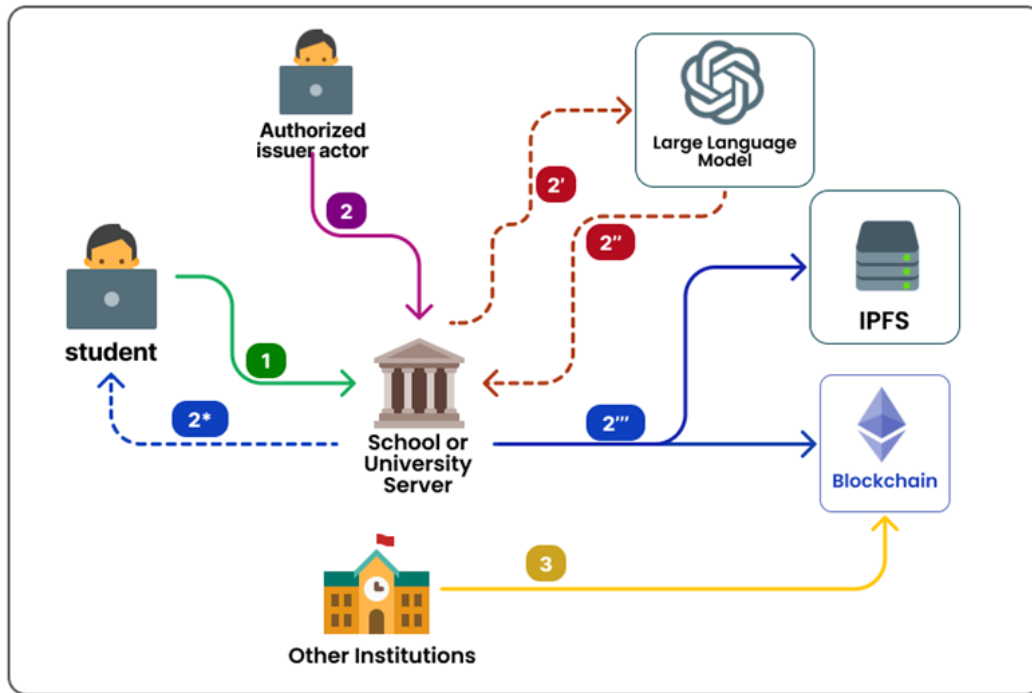 Authorized
issuer actor
Large Language
Model
2'
2
2''
IPFS
student
1
2*
School or
University
Server
2'''
Blockchain
3
Other Institutions